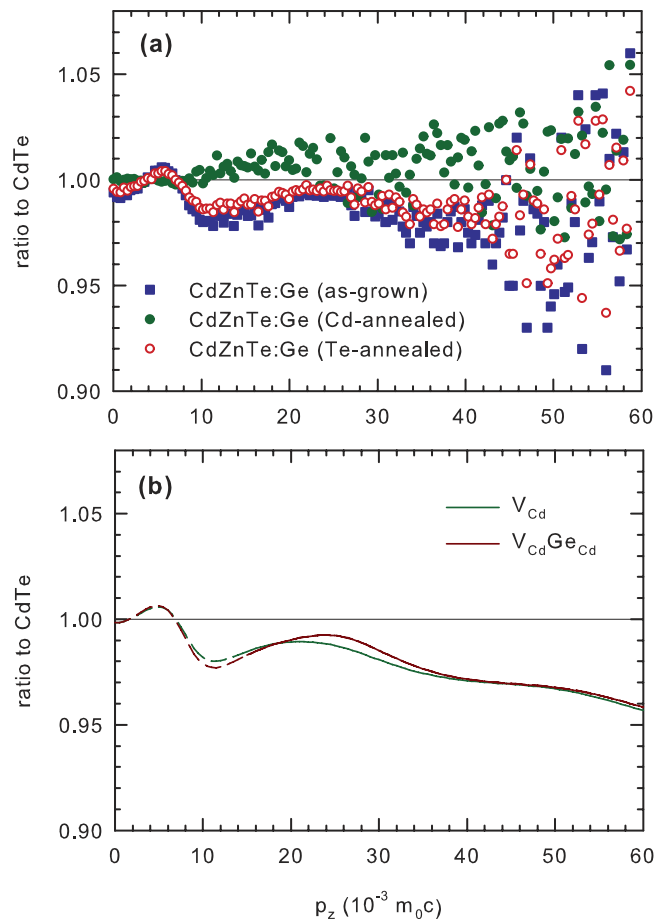 (a)
1.05
1.00
0.95
0.90
ratio to CdTe
CdZnTe:Ge (as-grown)
CdZnTe:Ge (Cd-annealed)
CdZnTe:Ge (Te-annealed)
0 10 20 30 40 50 60
(b)
1.05
1.00
0.95
0.90
ratio to CdTe
V_Cd
V_CdGe_Cd
0 10 20 30 40 50 60
p_z (10^-3 m_0c)